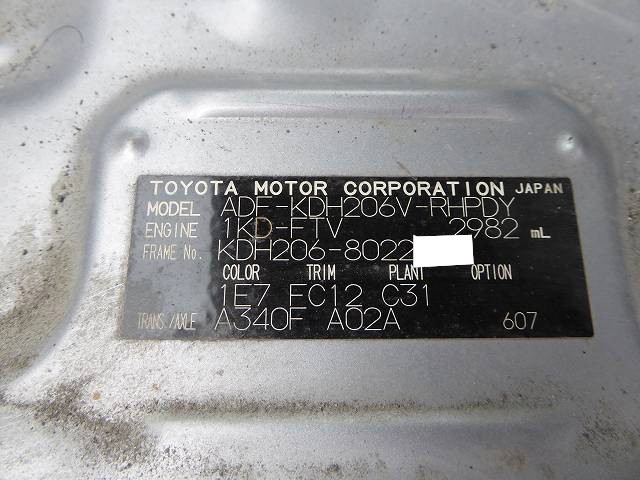 TOYOTA MOTOR CORPORATION JAPAN
MODEL ADF-KDH206V-RHPDY
ENGINE 1KD-FTV 2982 mL
FRAME No. KDH206-8022
COLOR TRIM PLANT OPTION
1E7 FC12 C31
TRANS./AXLE A340F A02A 607